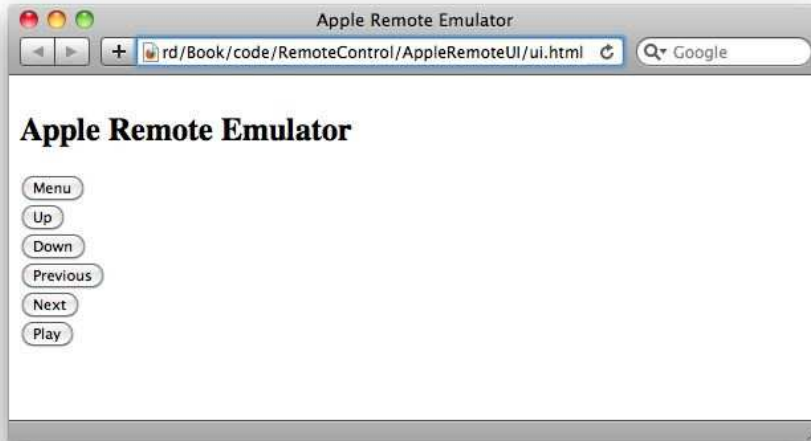 Apple Remote Emulator
rd/Book/code/RemoteControl/AppleRemoteUI/ui.html
Google
Apple Remote Emulator
Menu
Up
Down
Previous
Next
Play